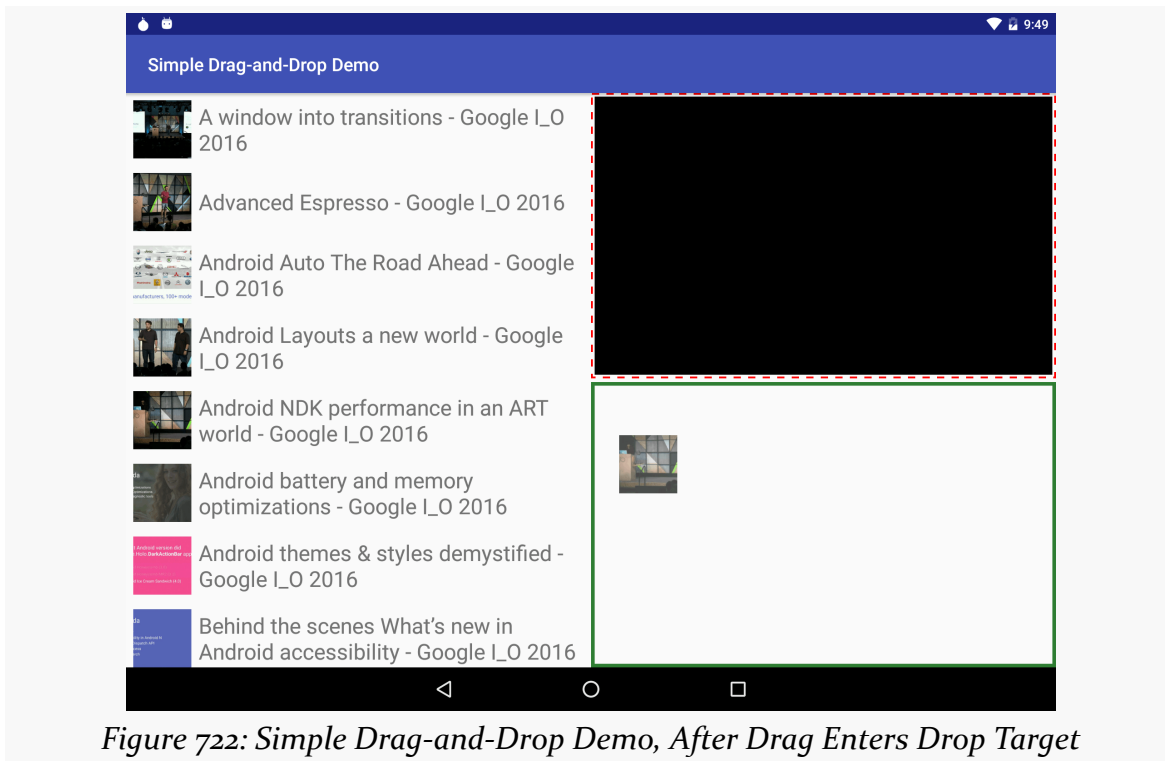 9:49
Simple Drag-and-Drop Demo
A window into transitions - Google I_O
2016
Advanced Espresso - Google I_O 2016
Android Auto The Road Ahead - Google
I_O 2016
anufacturers, 100+ mode
Android Layouts a new world - Google
I_O 2016
Android NDK performance in an ART
world - Google I_O 2016
Android battery and memory
optimizations - Google I_O 2016
Android themes & styles demystified -
Google I_O 2016
Behind the scenes What’s new in
Android accessibility - Google I_O 2016
Figure 722: Simple Drag-and-Drop Demo, After Drag Enters Drop Target